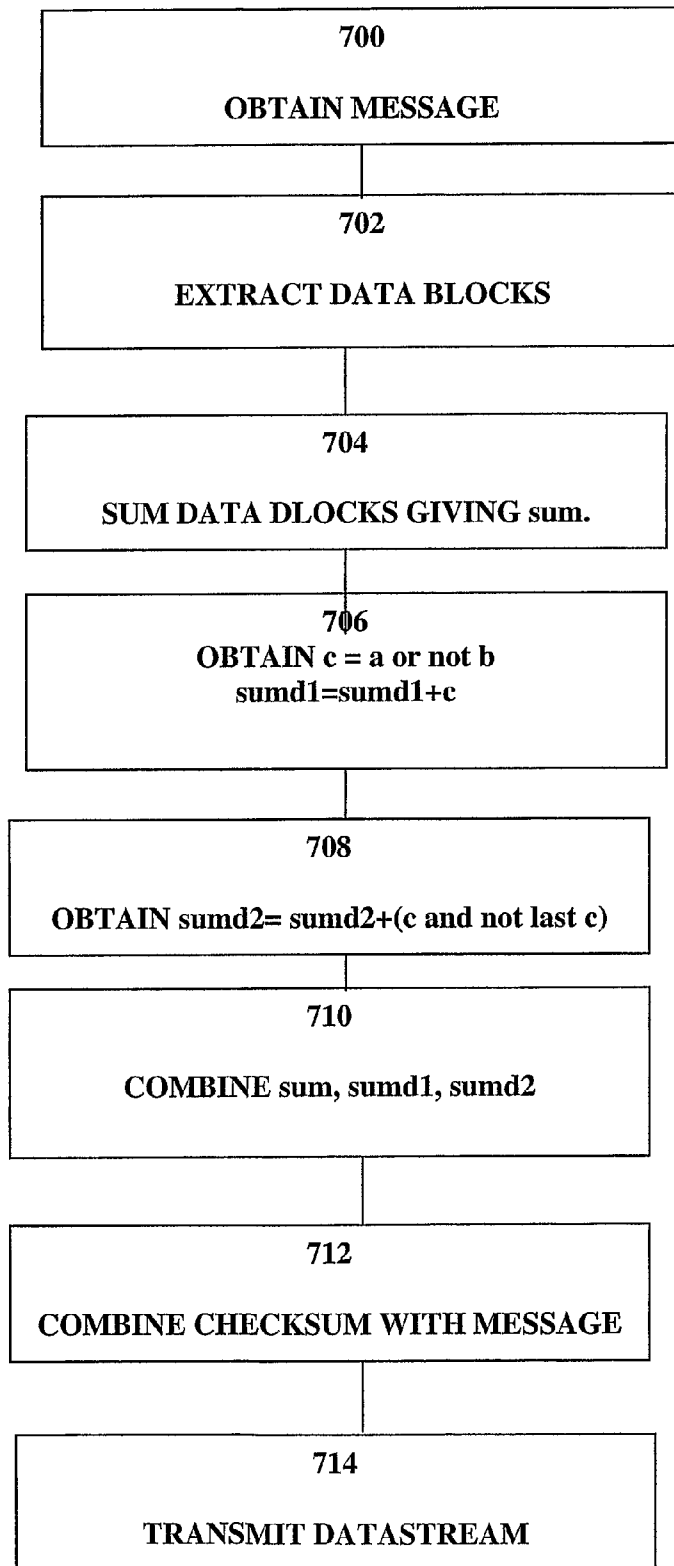 700
OBTAIN MESSAGE
702
EXTRACT DATA BLOCKS
704
SUM DATA DLOCKS GIVING sum.
706
OBTAIN c = a or not b
sumd1=sumd1+c
708
OBTAIN sumd2= sumd2+(c and not last c)
710
COMBINE sum, sumd1, sumd2
712
COMBINE CHECKSUM WITH MESSAGE
714
TRANSMIT DATASTREAM